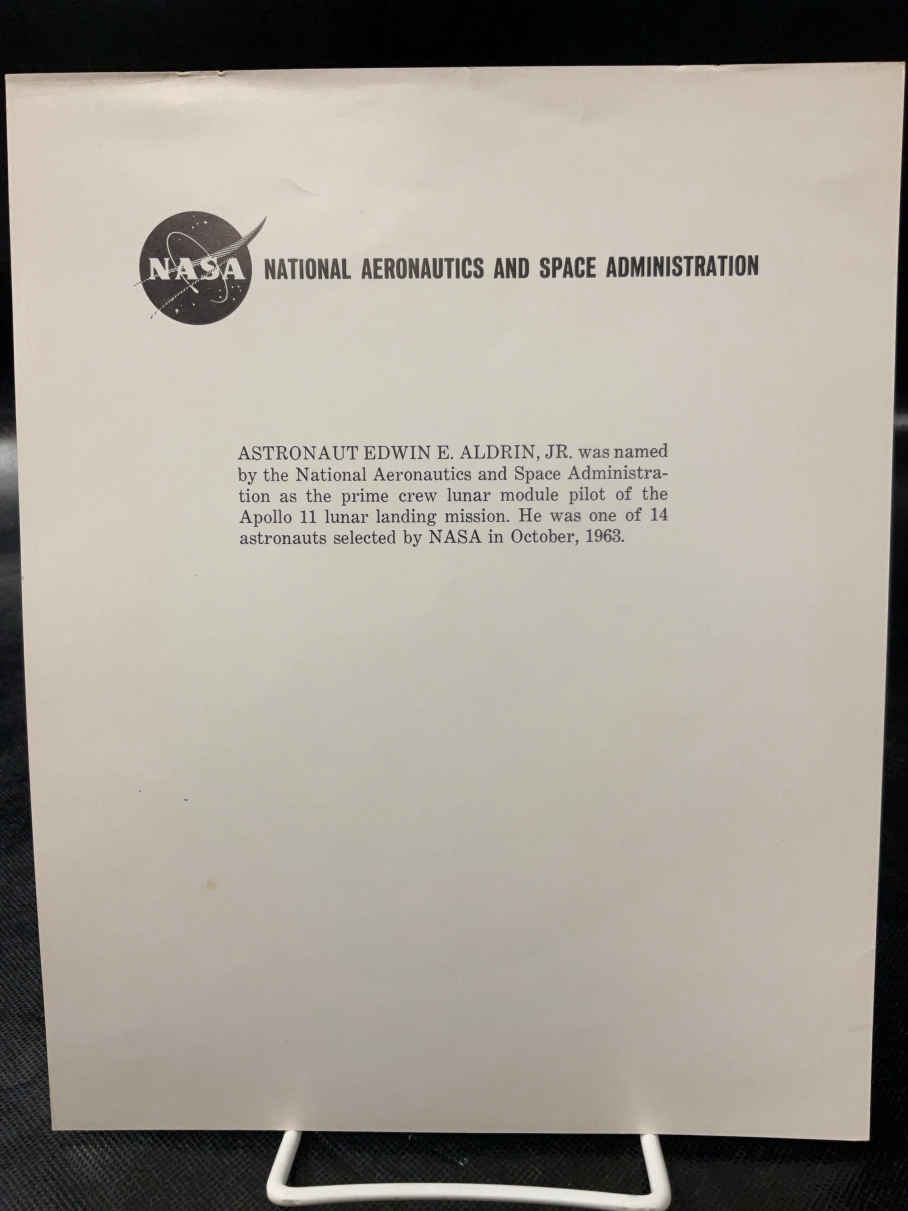 NASA NATIONAL AERONAUTICS AND SPACE ADMINISTRATION
ASTRONAUT EDWIN E. ALDRIN, JR. was named
by the National Aeronautics and Space Administra-
tion as the prime crew lunar module pilot of the
Apollo 11 lunar landing mission. He was one of 14
astronauts selected by NASA in October, 1963.